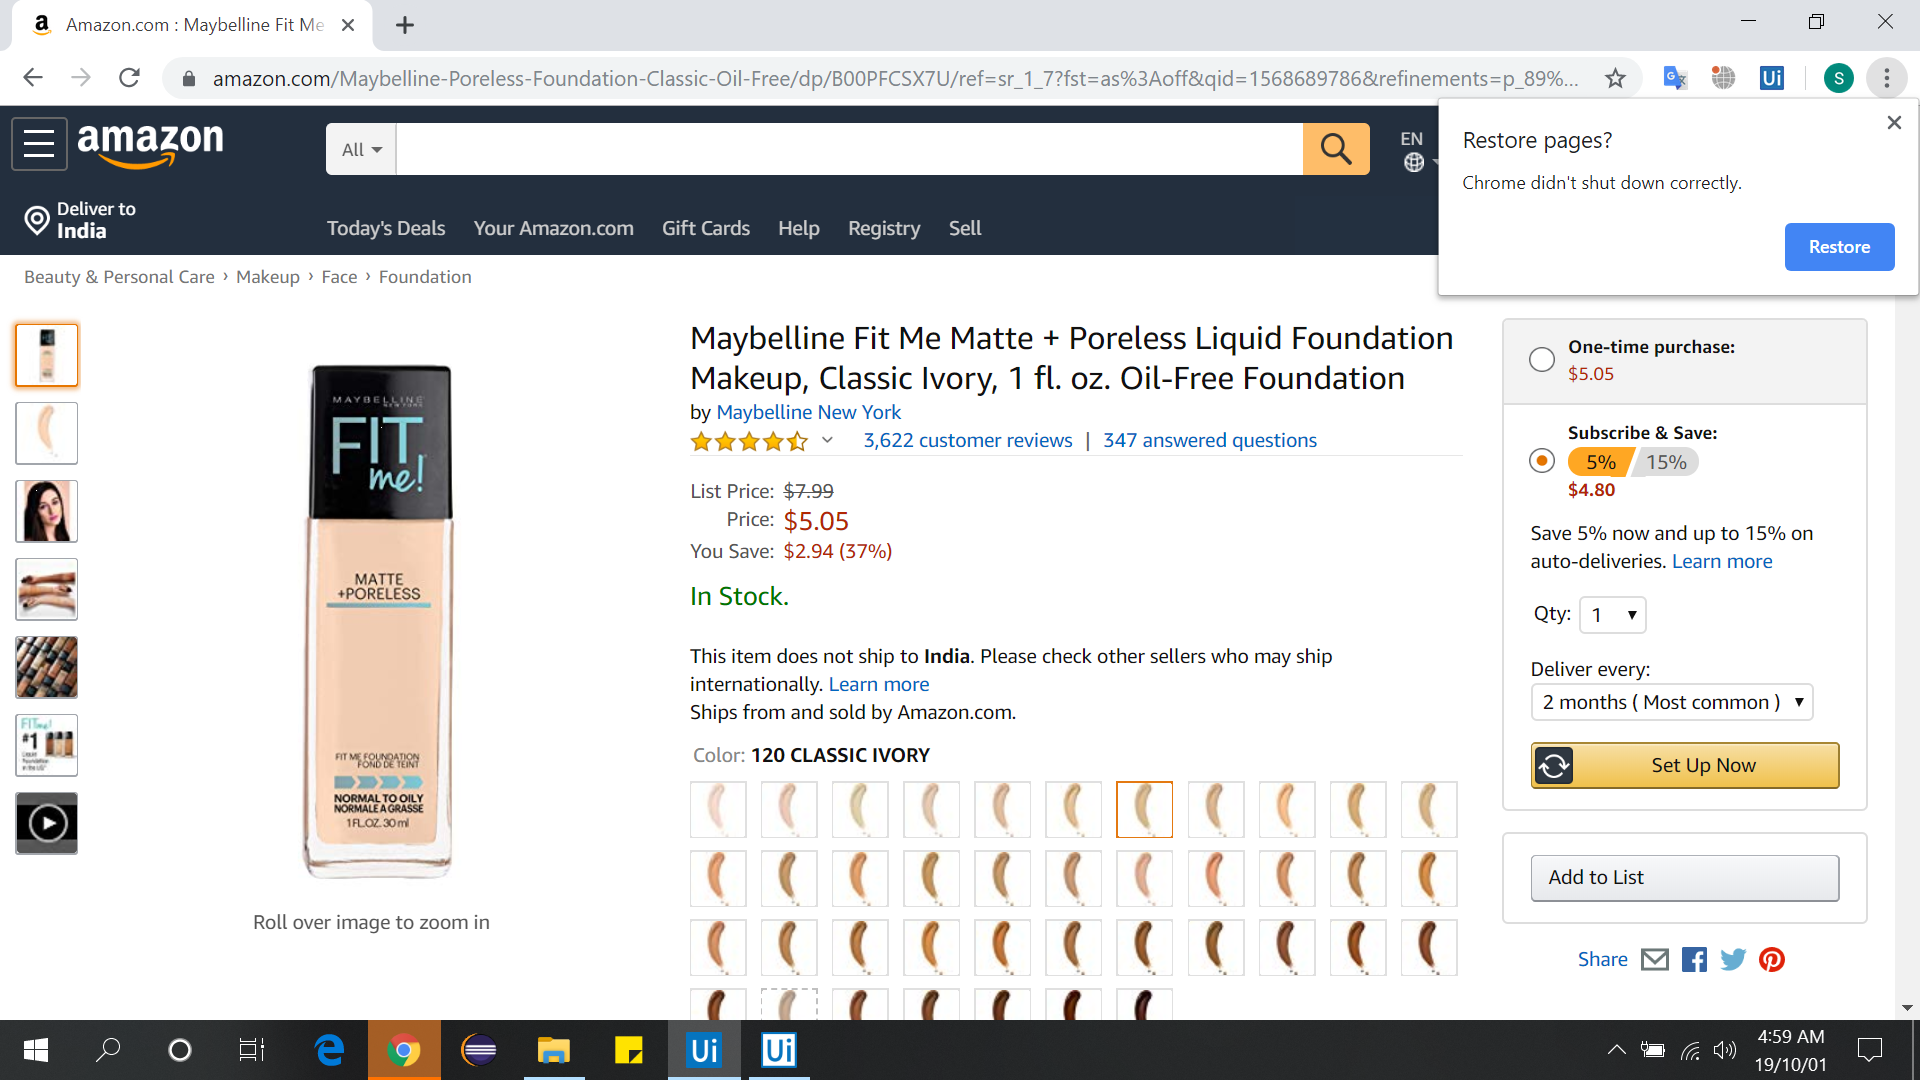 Amazon.com : Maybelline Fit Me
amazon.com/Maybelline-Poreless-Foundation-Classic-Oil-Free/dp/B00PFCSX7U/ref=sr_1_7?fst=as%3Aoff&qid=1568689786&refinements=p_89%...
Ui
S
Restore pages?
Chrome didn't shut down correctly.
Restore
amazon
All
EN
Deliver to
India
Today's Deals Your Amazon.com Gift Cards Help Registry Sell
Beauty & Personal Care › Makeup › Face › Foundation
MAYBELLINE
NEW YORK
FIT
me!
MATTE
+PORELESS
FIT ME FOUNDATION
FOND DE TEINT
NORMAL TO OILY
NORMALE A GRASSE
1 FL.OZ. 30 ml
FIT me!
#1
Roll over image to zoom in
Maybelline Fit Me Matte + Poreless Liquid Foundation
Makeup, Classic Ivory, 1 fl. oz. Oil-Free Foundation
by Maybelline New York
3,622 customer reviews | 347 answered questions
List Price: $7.99
Price: $5.05
You Save: $2.94 (37%)
In Stock.
This item does not ship to India. Please check other sellers who may ship
internationally. Learn more
Ships from and sold by Amazon.com.
Color: 120 CLASSIC IVORY
One-time purchase:
$5.05
Subscribe & Save:
5% 15%
$4.80
Save 5% now and up to 15% on
auto-deliveries. Learn more
Qty: 1
Deliver every:
2 months ( Most common )
Set Up Now
Add to List
Share
Ui
Ui
4:59 AM
19/10/01